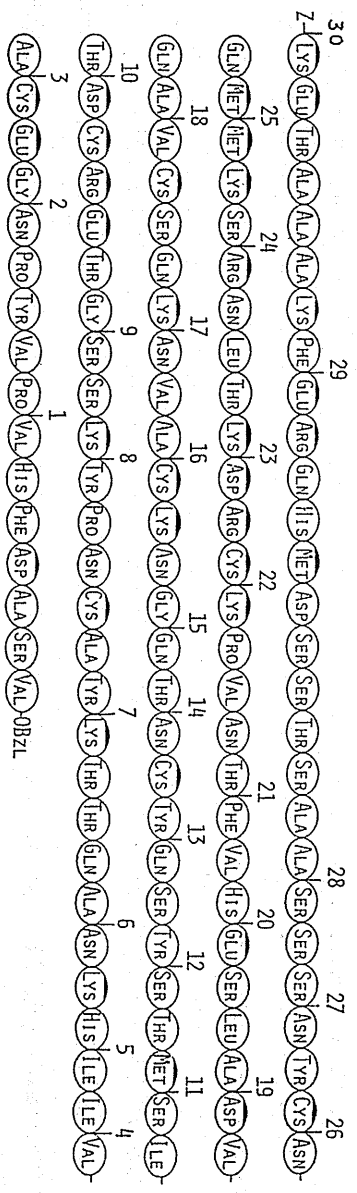 30 29 28 27 26
Z-LYS GLU THR ALA ALA ALA LYS PHE GLU ARG GLN HIS MET ASP SER SER THR SER ALA ALA SER SER SER ASN TYR CYS ASN-
25 24 23 22 21 20 19
GLN MET MET LYS SER ARG ASN LEU THR LYS ASP ARG CYS LYS PRO VAL ASN THR PHE VAL HIS GLU SER LEU ALA ASP VAL-
18 17 16 15 14 13 12 11
GLN ALA VAL CYS SER GLN LYS ASN VAL ALA CYS LYS ASN GLY GLN THR ASN CYS TYR GLN SER TYR SER THR MET SER ILE-
10 9 8 7 6 5 4
THR ASP CYS ARG GLU THR GLY SER SER LYS TYR PRO ASN CYS ALA TYR LYS THR THR GLN ALA ASN LYS HIS ILE ILE VAL-
3 2 1
ALA CYS GLU GLY ASN PRO TYR VAL PRO VAL HIS PHE ASP ALA SER VAL-OBZL